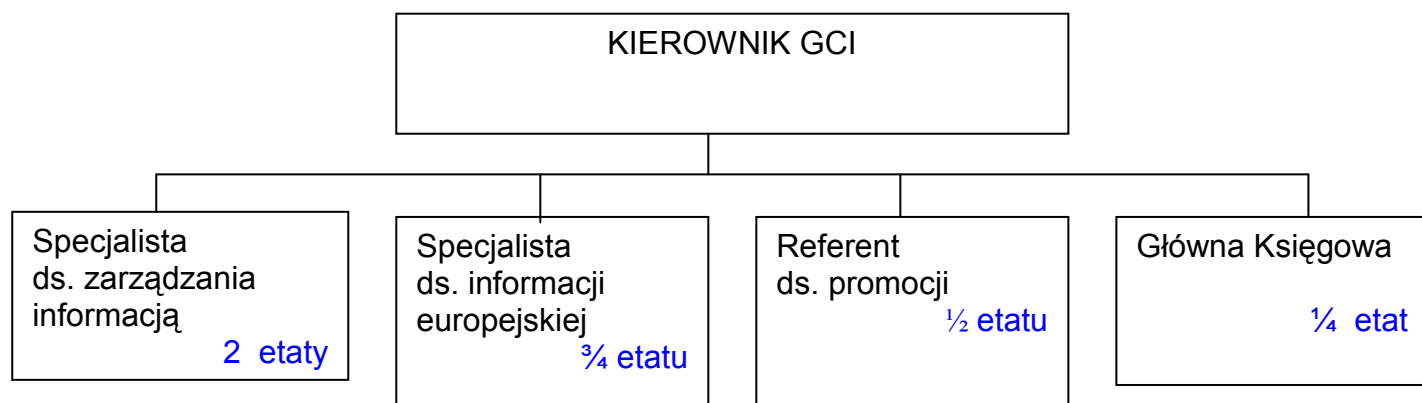 KIEROWNIK GCI
Specjalista
ds. zarządzania
informacją
2 etaty
Specjalista
ds. informacji
europejskiej
¾ etatu
Referent
ds. promocji
½ etatu
Główna Księgowa
¼ etat